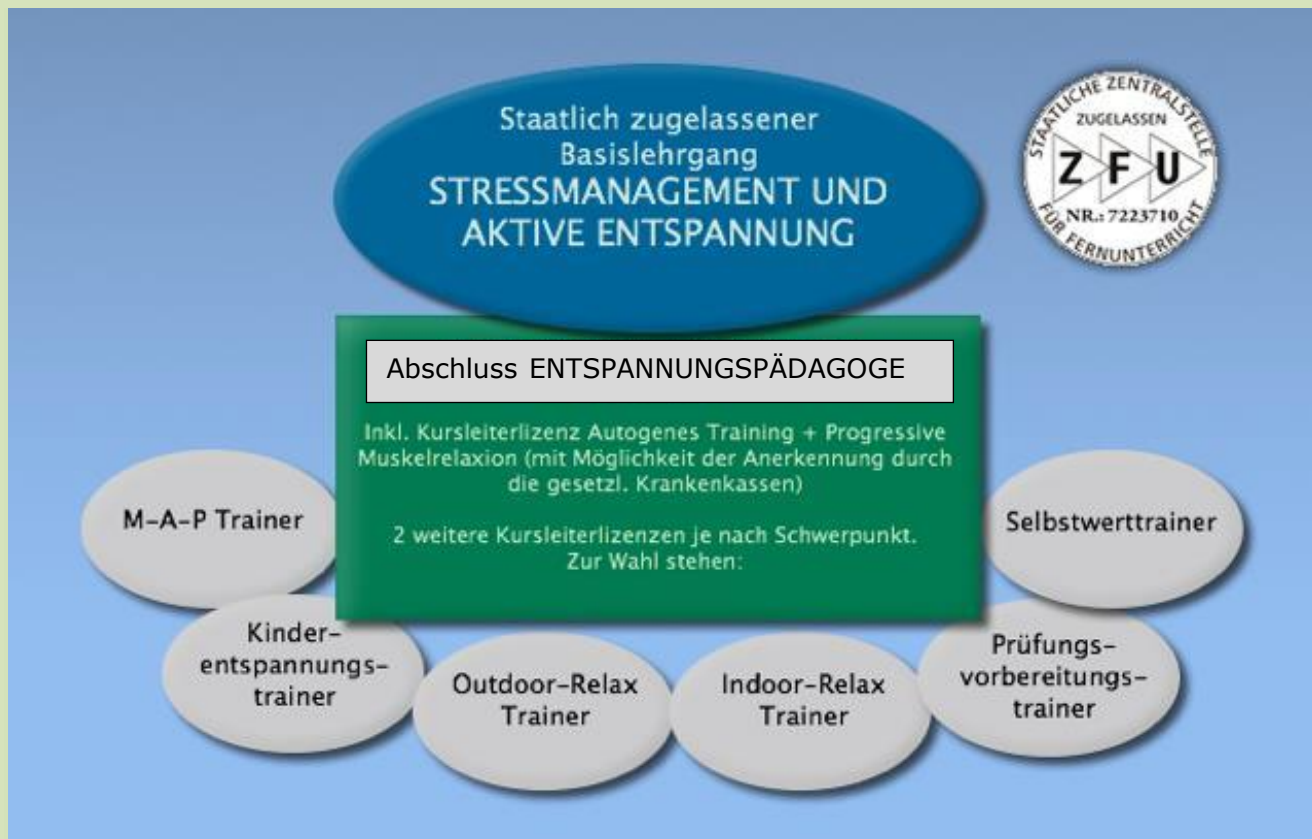 Staatlich zugelassener
Basislehrgang
STRESSMANAGEMENT UND
AKTIVE ENTSPANNUNG
STAATLICHE ZENTRALSTELLE
ZUGELASSEN
ZFU
NR.: 7223710
FÜR FERNUNTERRICHT
Abschluss ENTSPANNUNGSPÄDAGOGE
Inkl. Kursleiterlizenz Autogenes Training + Progressive
Muskelrelaxion (mit Möglichkeit der Anerkennung durch
die gesetzl. Krankenkassen)
2 weitere Kursleiterlizenzen je nach Schwerpunkt.
Zur Wahl stehen:
M-A-P Trainer
Kinder-
entspannungs-
trainer
Outdoor-Relax
Trainer
Indoor-Relax
Trainer
Prüfungs-
vorbereitungs-
trainer
Selbstwerttrainer